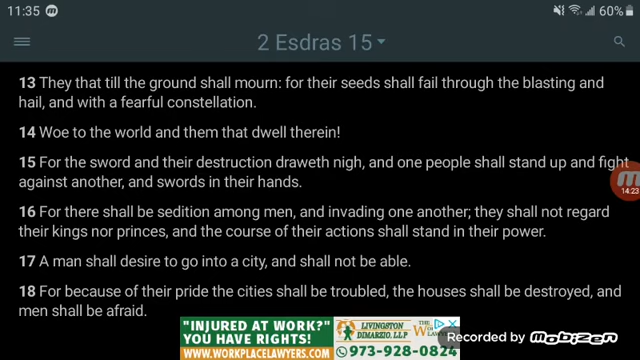 11:35 m 60%
2 Esdras 15
13 They that till the ground shall mourn: for their seeds shall fail through the blasting and
hail, and with a fearful constellation.
14 Woe to the world and them that dwell therein!
15 For the sword and their destruction draweth nigh, and one people shall stand up and fight
against another, and swords in their hands.
m
14:23
16 For there shall be sedition among men, and invading one another; they shall not regard
their kings nor princes, and the course of their actions shall stand in their power.
17 A man shall desire to go into a city, and shall not be able.
18 For because of their pride the cities shall be troubled, the houses shall be destroyed, and
men shall be afraid.
"INJURED AT WORK?"
YOU HAVE RIGHTS!
WWW.WORKPLACELAWYERS.COM
LIVINGSTON
DIMARZIO, LLP
973-928-0824
Recorded by mobizen